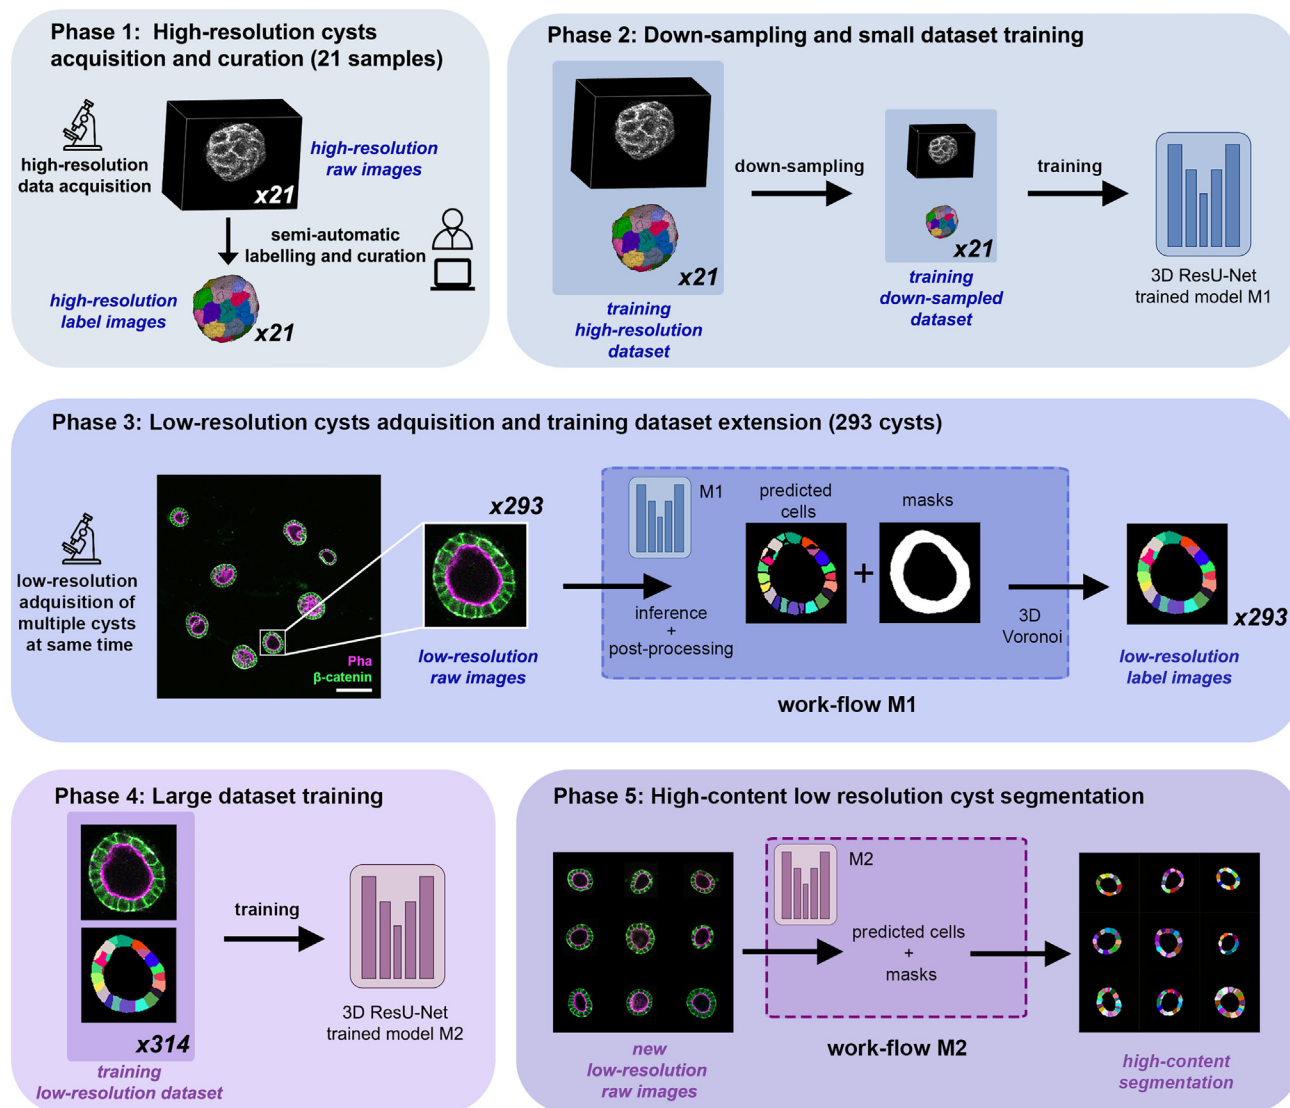 Phase 1:  High-resolution cysts
acquisition and curation (21 samples)
high-resolution
data acquisition
x21
high-resolution
raw images
semi-automatic
labelling and curation
high-resolution
label images
x21
Phase 2: Down-sampling and small dataset training
x21
training
high-resolution
dataset
down-sampling
x21
training
down-sampled
dataset
training
3D ResU-Net
trained model M1
Phase 3: Low-resolution cysts adquisition and training dataset extension (293 cysts)
low-resolution
adquisition of
multiple cysts
at same time
Pha
β-catenin
x293
low-resolution
raw images
M1
inference
+
post-processing
predicted
cells
+
masks
3D
Voronoi
work-flow M1
x293
low-resolution
label images
Phase 4: Large dataset training
x314
training
low-resolution dataset
training
3D ResU-Net
trained model M2
Phase 5: High-content low resolution cyst segmentation
new
low-resolution
raw images
M2
predicted cells
+
masks
work-flow M2
high-content
segmentation